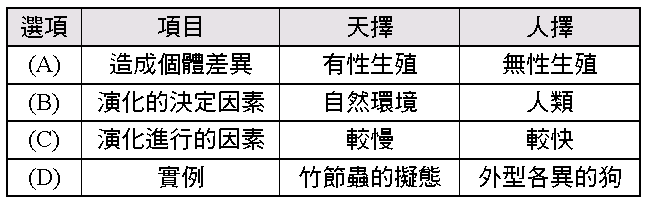 選項 項目 天擇 人擇
(A) 造成個體差異 有性生殖 無性生殖
(B) 演化的決定因素 自然環境 人類
(C) 演化進行的因素 較慢 較快
(D) 實例 竹節蟲的擬態 外型各異的狗